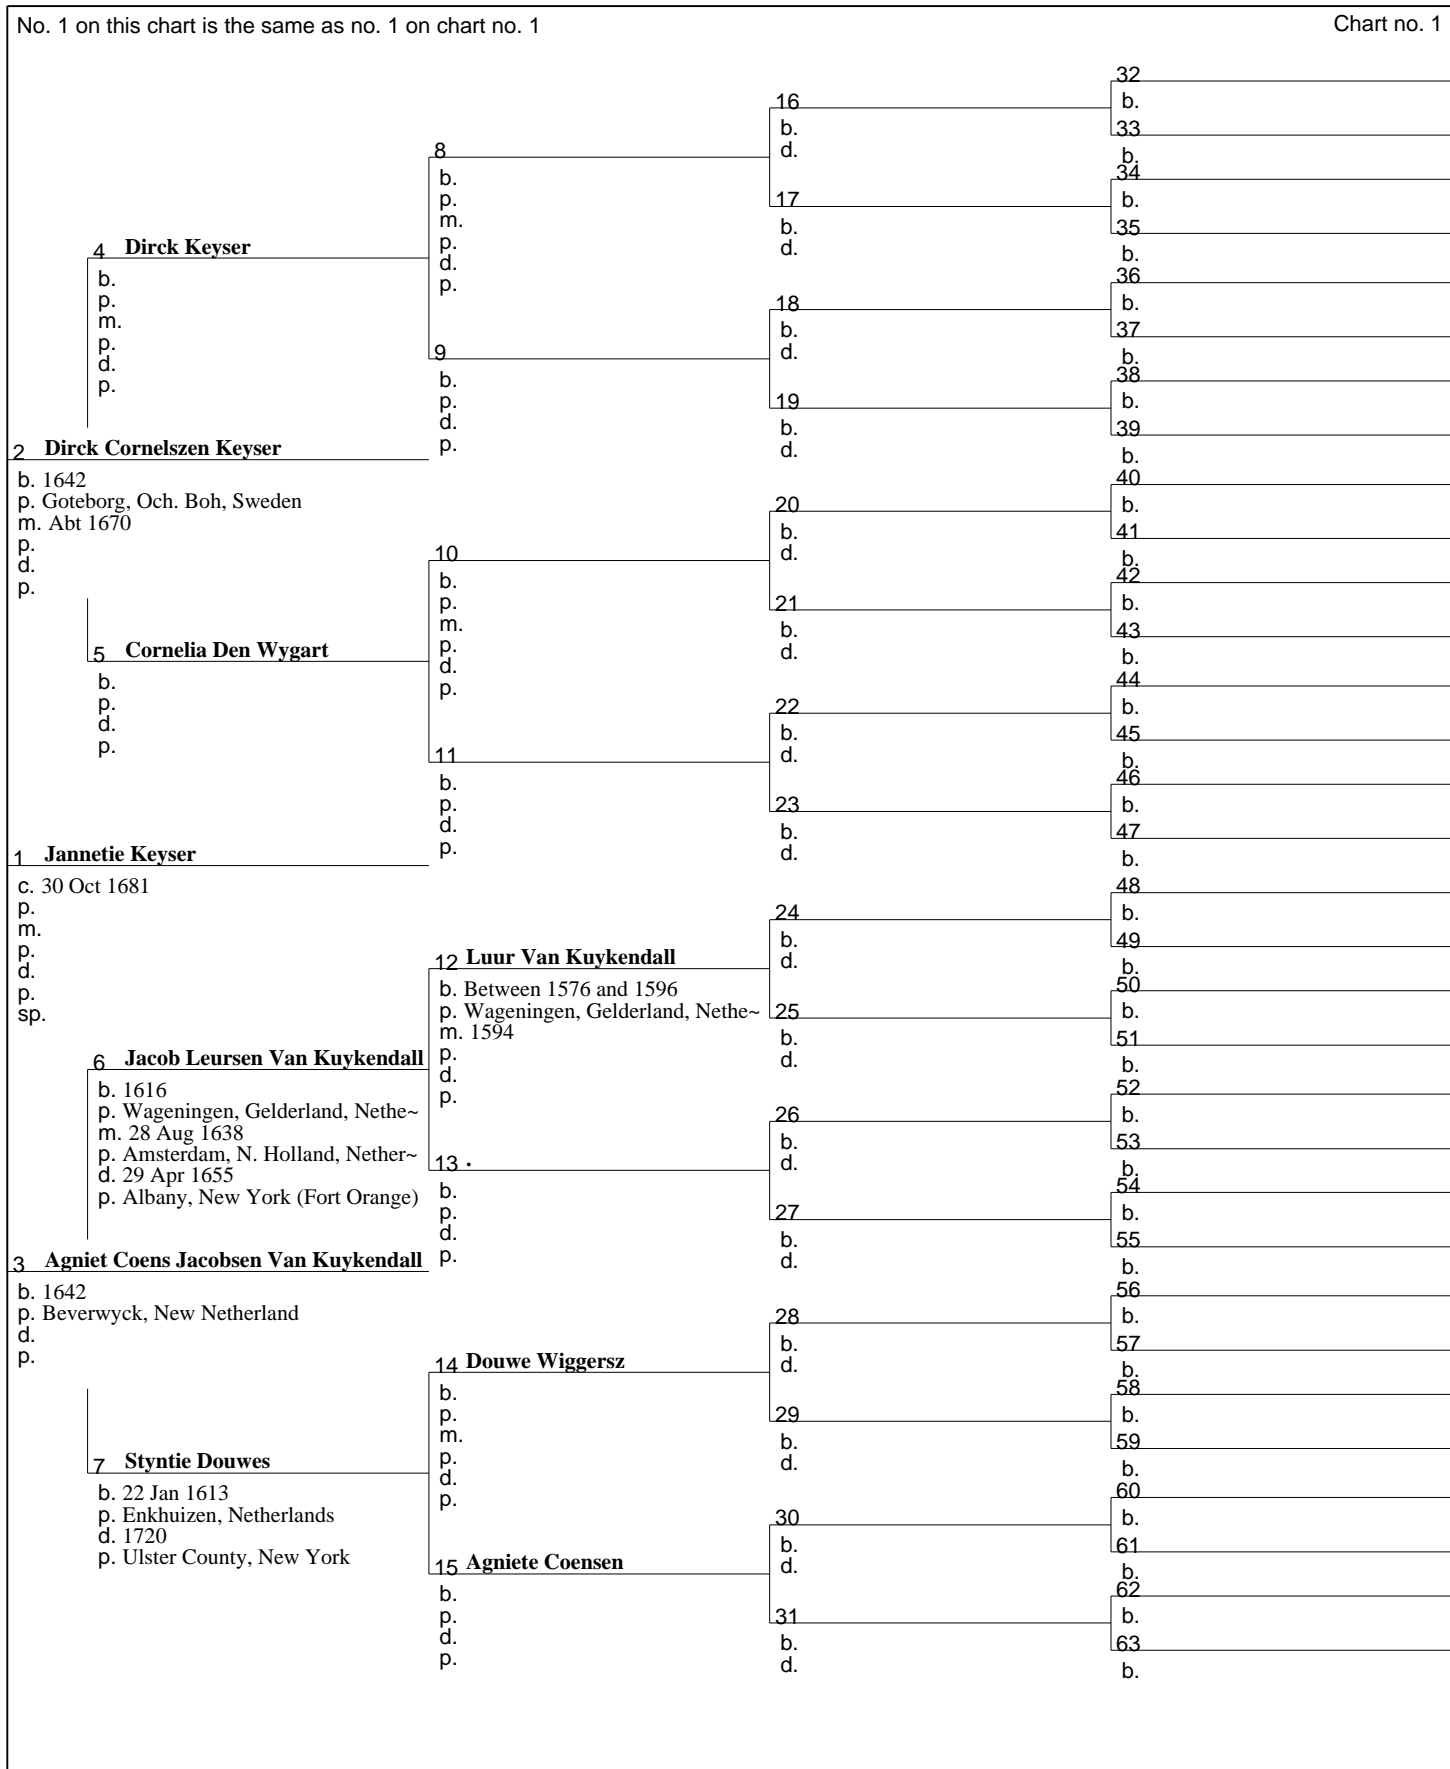 No. 1 on this chart is the same as no. 1 on chart no. 1
Chart no. 1
4 Dirck Keyser
b.
p.
m.
p.
d.
p.
2 Dirck Cornelszen Keyser
b. 1642
p. Goteborg, Och. Boh, Sweden
m. Abt 1670
p.
d.
p.
5 Cornelia Den Wygart
b.
p.
d.
p.
1 Jannetie Keyser
c. 30 Oct 1681
p.
m.
p.
d.
p.
sp.
6 Jacob Leursen Van Kuykendall
b. 1616
p. Wageningen, Gelderland, Nethe~
m. 28 Aug 1638
p. Amsterdam, N. Holland, Nether~
d. 29 Apr 1655
p. Albany, New York (Fort Orange)
3 Agniet Coens Jacobsen Van Kuykendall
b. 1642
p. Beverwyck, New Netherland
d.
p.
7 Styntie Douwes
b. 22 Jan 1613
p. Enkhuizen, Netherlands
d. 1720
p. Ulster County, New York
8
b.
p.
m.
p.
d.
p.
9
b.
p.
d.
p.
10
b.
p.
m.
p.
d.
p.
11
b.
p.
d.
p.
12 Luur Van Kuykendall
b. Between 1576 and 1596
p. Wageningen, Gelderland, Nethe~
m. 1594
p.
d.
p.
13 .
b.
p.
d.
p.
14 Douwe Wiggersz
b.
p.
m.
p.
d.
p.
15 Agniete Coensen
b.
p.
d.
p.
16
b.
d.
17
b.
d.
18
b.
d.
19
b.
d.
20
b.
d.
21
b.
d.
22
b.
d.
23
b.
d.
24
b.
d.
25
b.
d.
26
b.
d.
27
b.
d.
28
b.
d.
29
b.
d.
30
b.
d.
31
b.
d.
32
b.
33
b.
34
b.
35
b.
36
b.
37
b.
38
b.
39
b.
40
b.
41
b.
42
b.
43
b.
44
b.
45
b.
46
b.
47
b.
48
b.
49
b.
50
b.
51
b.
52
b.
53
b.
54
b.
55
b.
56
b.
57
b.
58
b.
59
b.
60
b.
61
b.
62
b.
63
b.